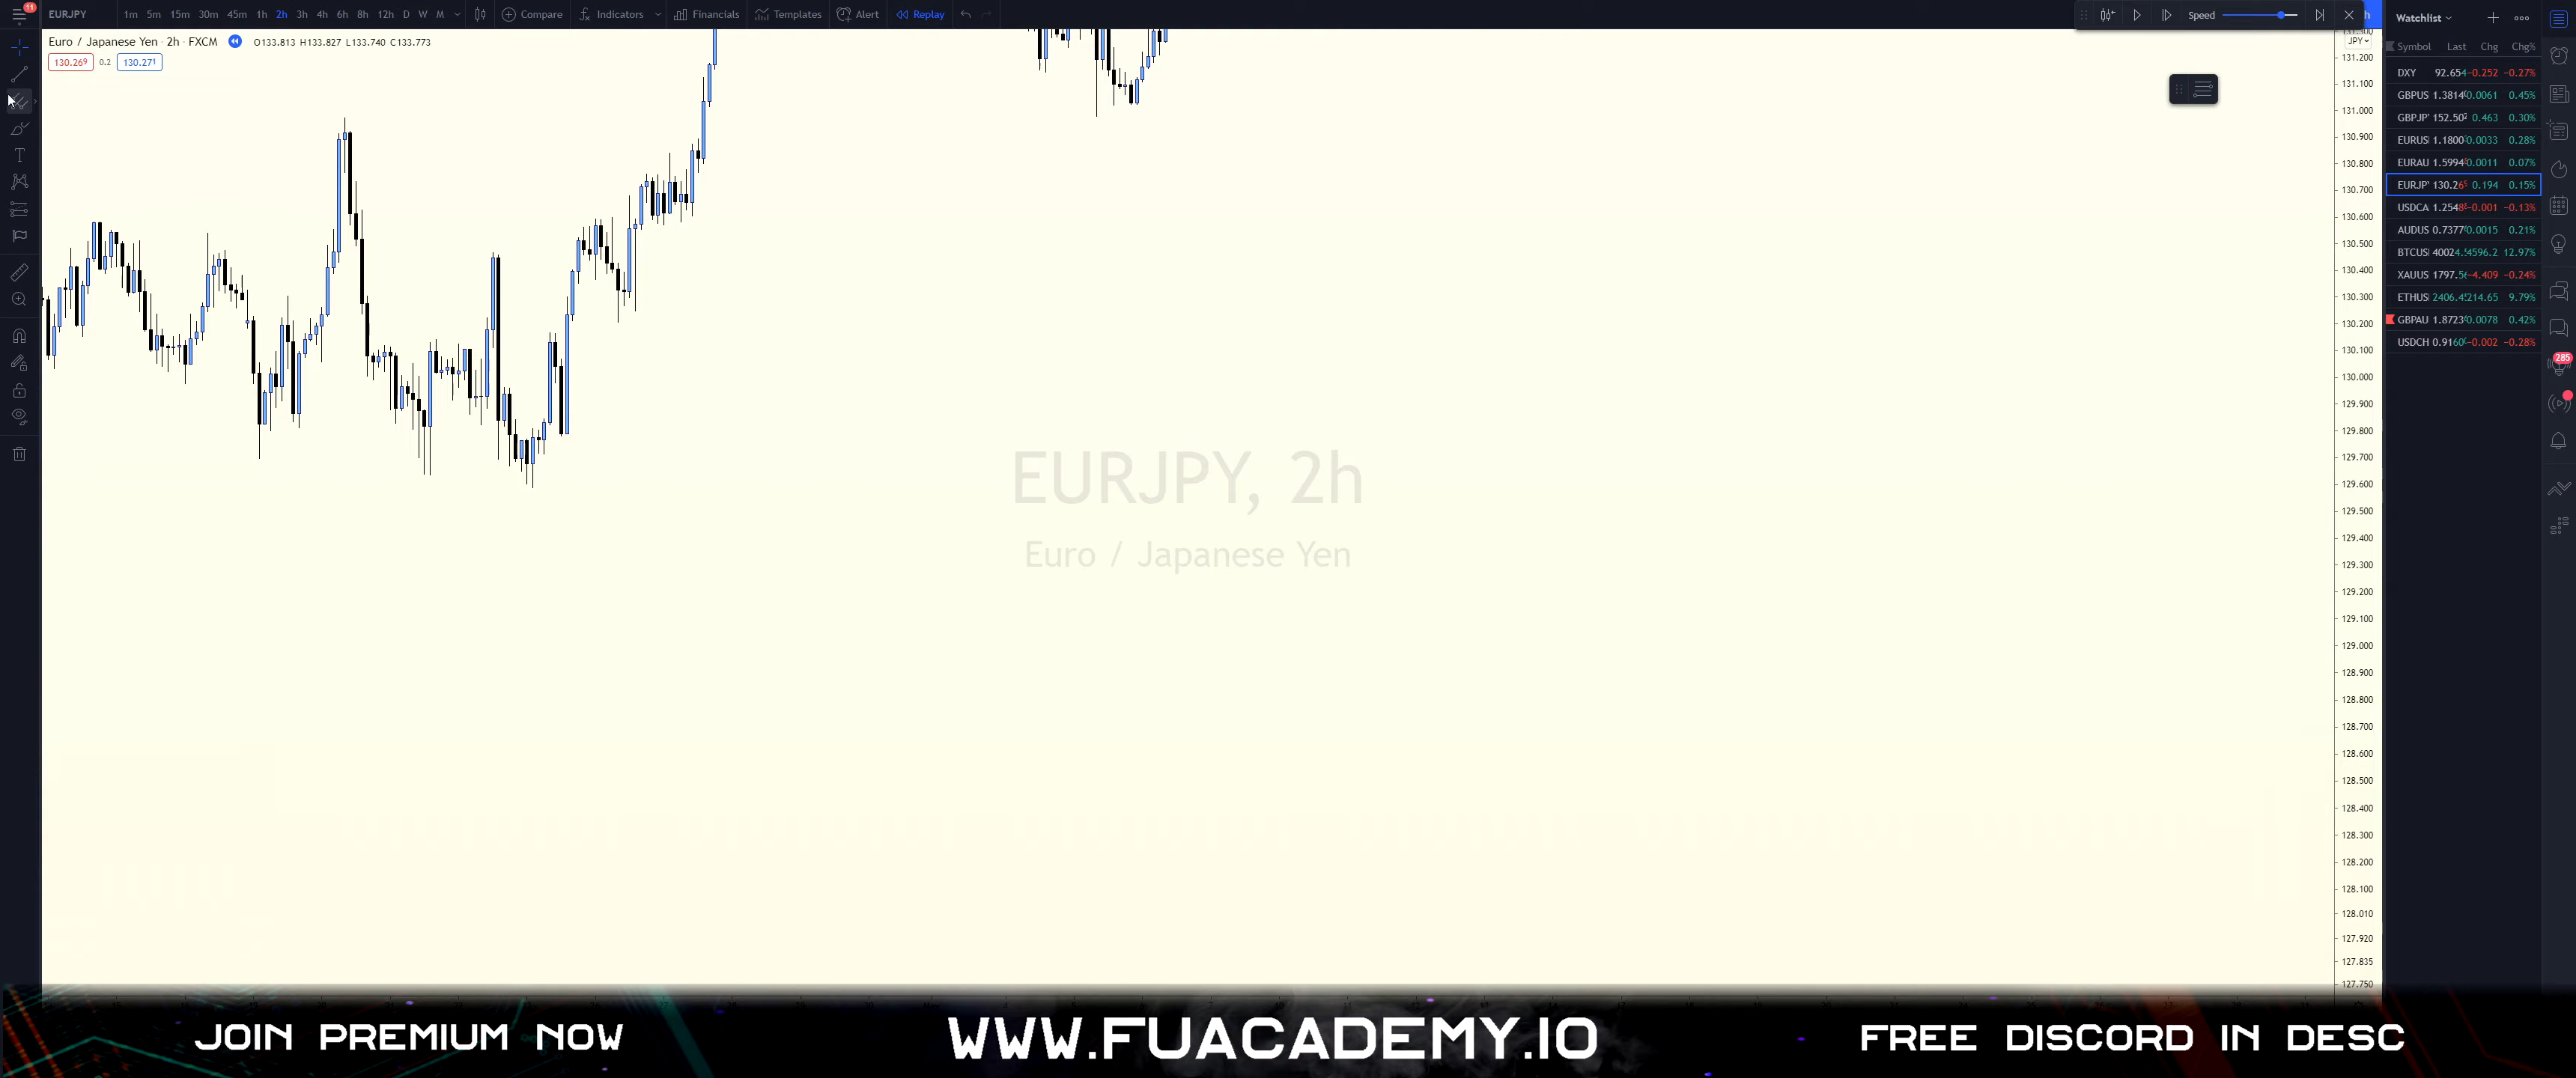 11 EURJPY 1m 5m 15m 30m 45m 1h 2h 3h 4h 6h 8h 12h D W M Compare Indicators Financials Templates Alert Replay Speed h
Watchlist
Euro / Japanese Yen · 2h · FXCM O133.813 H133.827 L133.740 C133.773
130.269 0.2 130.271
JPY
Symbol Last Chg Chg%
DXY 92.654 −0.252 −0.27%
GBPUS 1.3814 0.0061 0.45%
GBPJP 152.502 0.463 0.30%
EURUS 1.1800 0.0033 0.28%
EURAU 1.5994 0.0011 0.07%
EURJP 130.26 0.194 0.15%
USDCA 1.2548 −0.001 −0.13%
AUDUS 0.7377 0.0015 0.21%
BTCUS 40024. 4596.2 12.97%
XAUUS 1797.5 −4.409 −0.24%
ETHUS 2406.4 214.65 9.79%
GBPAU 1.8723 0.0078 0.42%
USDCH 0.9160 −0.002 −0.28%
285
131.300
131.200
131.100
131.000
130.900
130.800
130.700
130.600
130.500
130.400
130.300
130.200
130.100
130.000
129.900
129.800
129.700
129.600
129.500
129.400
129.300
129.200
129.100
129.000
128.900
128.800
128.700
128.600
128.500
128.400
128.300
128.200
128.100
128.010
127.920
127.835
127.750
EURJPY, 2h
Euro / Japanese Yen
JOIN PREMIUM NOW
WWW.FUACADEMY.IO
FREE DISCORD IN DESC